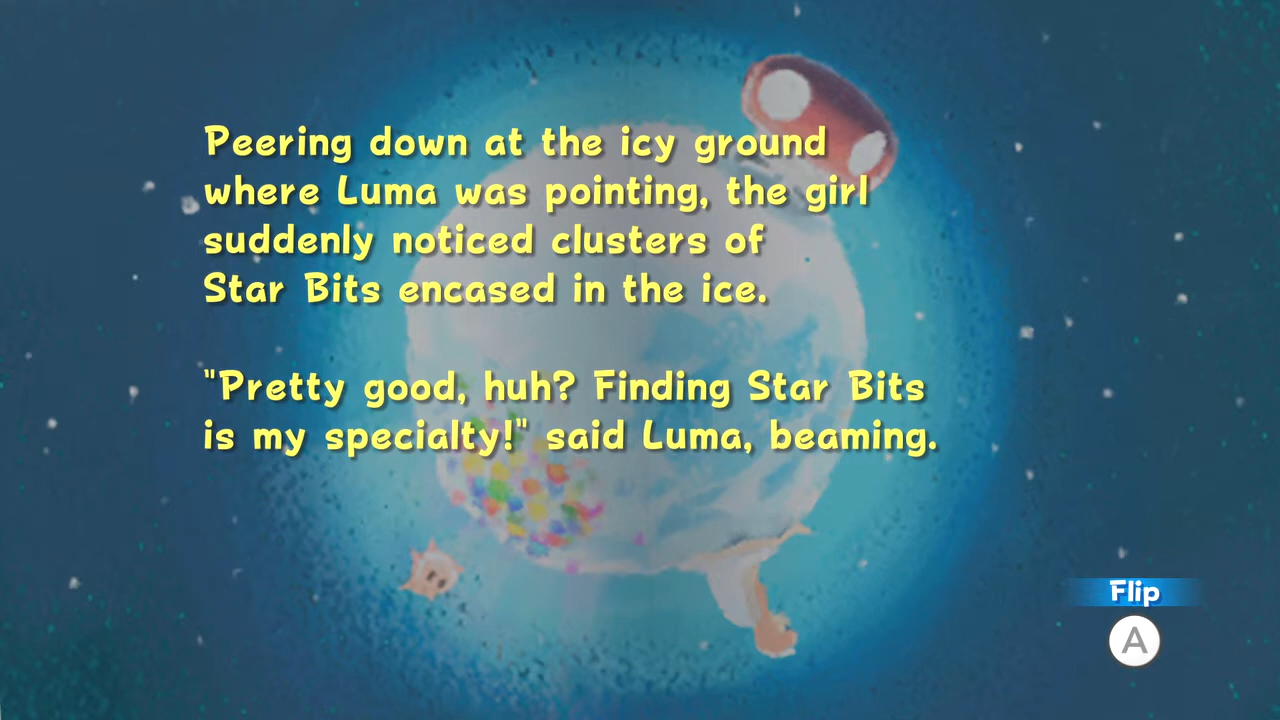 Peering down at the icy ground
where Luma was pointing, the girl
suddenly noticed clusters of
Star Bits encased in the ice.
"Pretty good, huh? Finding Star Bits
is my specialty!" said Luma, beaming.
Flip
A